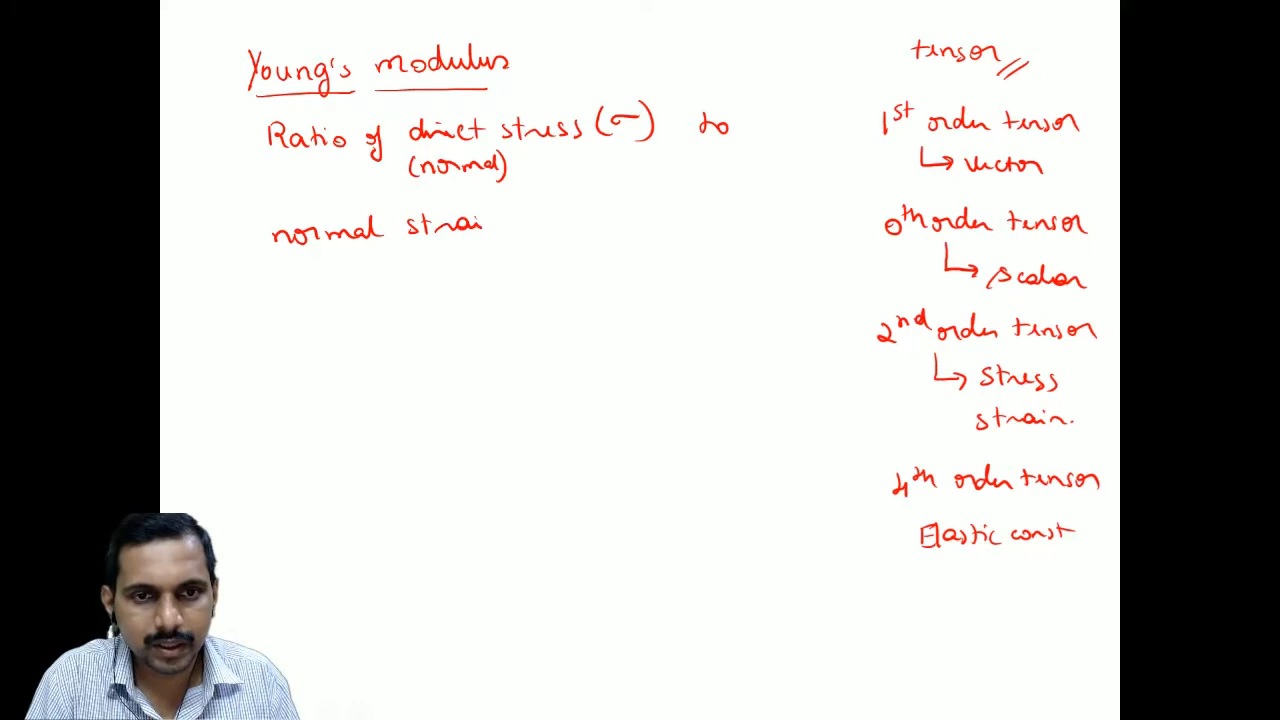 Young's modulus
Ratio of direct stress (σ) to
(normal)
normal strai
tensor
1st order tensor
↳ vector
0th order tensor
↳ scalar
2nd order tensor
↳ stress
strain.
4th order tensor
Elastic const